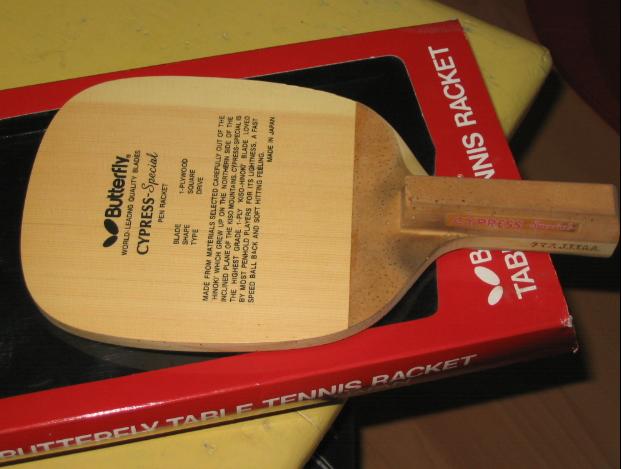 Butterfly
WORLD LEADING QUALITY BLADES
CYPRESS-Special
PEN RACKET
BLADE 1-PLYWOOD
SHAPE SQUARE
TYPE DRIVE
MADE FROM MATERIALS SELECTED CAREFULLY OUT OF THE
'HINOKI' WHICH GREW UP ON THE NORTHERN SIDE OF THE
INCLINED PLANE OF THE KISO MOUNTAINS, CYPRESS-SPECIAL IS
THE HIGHEST GRADE 1-PLY 'KISO-HINOKI' BLADE LOVED
BY MOST PENHOLD PLAYERS FOR ITS LIGHTNESS, A FAST
SPEED BALL BACK AND SOFT HITTING FEELING.
MADE IN JAPAN
CYPRESS Special
NNIS RACKET
TAB
BUTTERFLY TABLE TENNIS RACKET